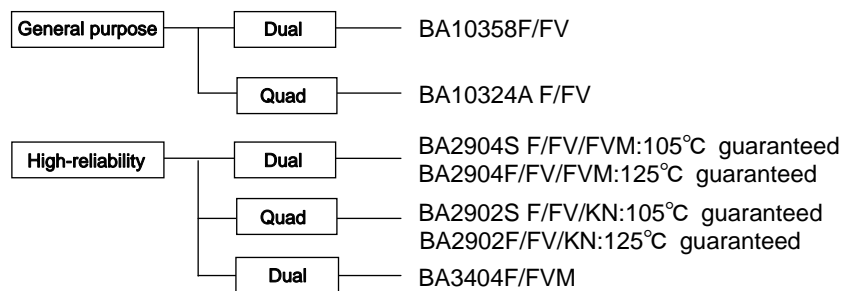 General purpose
Dual
BA10358F/FV
Quad
BA10324A F/FV
High-reliability
Dual
BA2904S F/FV/FVM:105℃ guaranteed
BA2904F/FV/FVM:125℃ guaranteed
Quad
BA2902S F/FV/KN:105℃ guaranteed
BA2902F/FV/KN:125℃ guaranteed
Dual
BA3404F/FVM